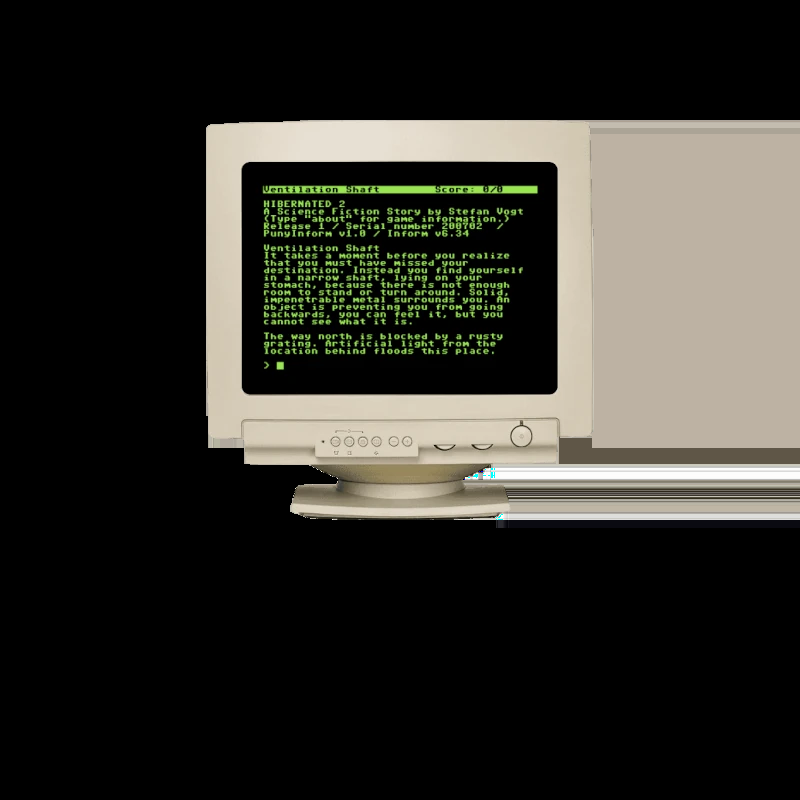 Ventilation Shaft Score: 0/0
HIBERNATED 2
A Science Fiction Story by Stefan Vogt
(Type "about" for game information.)
Release 1 / Serial number 200702 /
PunyInform v1.0 / Inform v6.34
Ventilation Shaft
It takes a moment before you realize
that you must have missed your
destination. Instead you find yourself
in a narrow shaft, lying on your
stomach, because there is not enough
room to stand or turn around. Solid,
impenetrable metal surrounds you. An
object is preventing you from going
backwards, you can feel it, but you
cannot see what it is.
The way north is blocked by a rusty
grating. Artificial light from the
location behind floods this place.
>